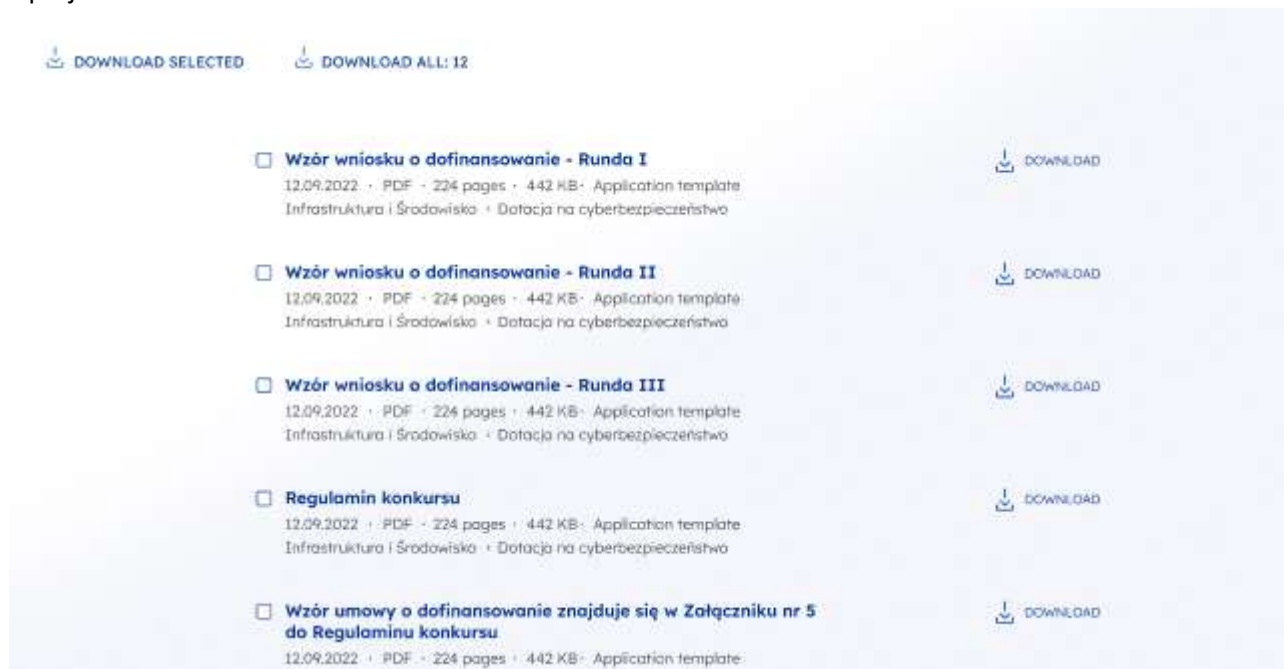 DOWNLOAD SELECTED
DOWNLOAD ALL: 12
Wzór wniosku o dofinansowanie - Runda I
DOWNLOAD
12.09.2022 · PDF · 224 pages · 442 KB · Application template
Infrastruktura i Środowisko · Dotacja na cyberbezpieczeństwo
Wzór wniosku o dofinansowanie - Runda II
DOWNLOAD
12.09.2022 · PDF · 224 pages · 442 KB · Application template
Infrastruktura i Środowisko · Dotacja na cyberbezpieczeństwo
Wzór wniosku o dofinansowanie - Runda III
DOWNLOAD
12.09.2022 · PDF · 224 pages · 442 KB · Application template
Infrastruktura i Środowisko · Dotacja na cyberbezpieczeństwo
Regulamin konkursu
DOWNLOAD
12.09.2022 · PDF · 224 pages · 442 KB · Application template
Infrastruktura i Środowisko · Dotacja na cyberbezpieczeństwo
Wzór umowy o dofinansowanie znajduje się w Załączniku nr 5
do Regulaminu konkursu
DOWNLOAD
12.09.2022 · PDF · 224 pages · 442 KB · Application template